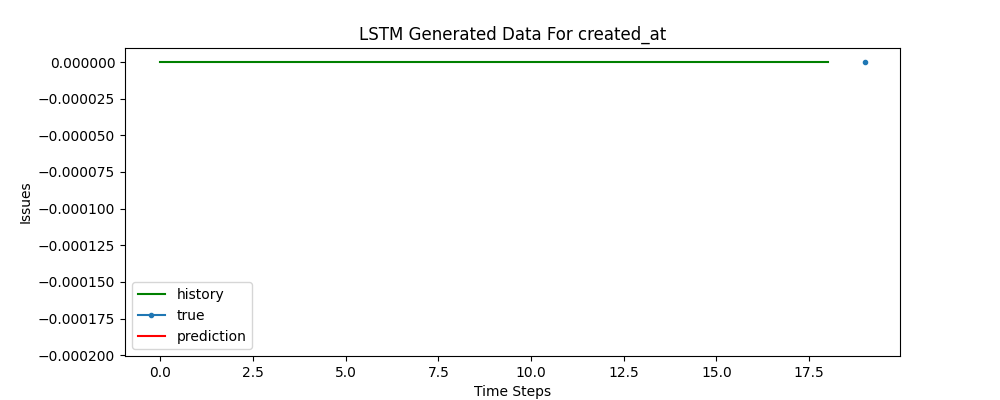 LSTM Generated Data For created_at
0.000000
−0.000025
−0.000050
−0.000075
−0.000100
−0.000125
−0.000150
−0.000175
−0.000200
Issues
history
true
prediction
0.0 2.5 5.0 7.5 10.0 12.5 15.0 17.5
Time Steps